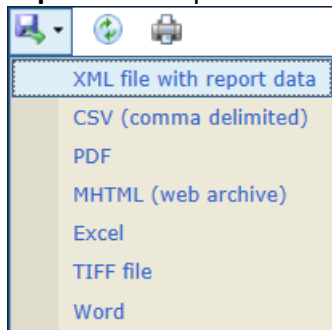 XML file with report data
CSV (comma delimited)
PDF
MHTML (web archive)
Excel
TIFF file
Word